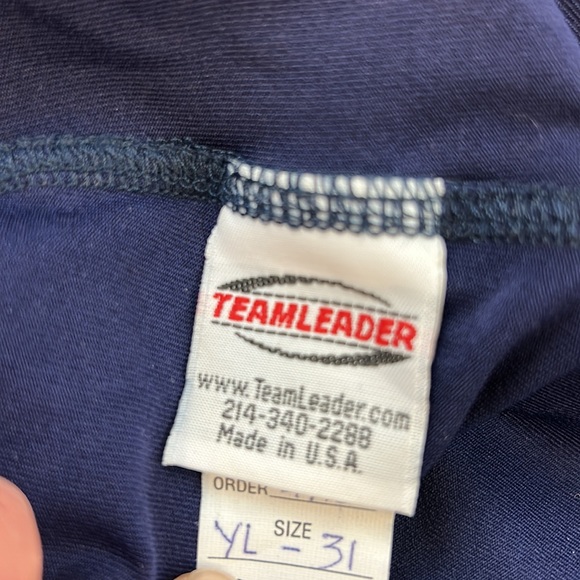 TEAMLEADER
www.TeamLeader.com
214-340-2288
Made in U.S.A.
ORDER
SIZE
YL - 31